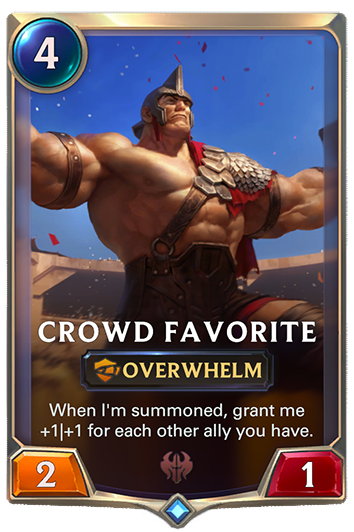 4
CROWD FAVORITE
OVERWHELM
When I'm summoned, grant me
+1|+1 for each other ally you have.
2 1